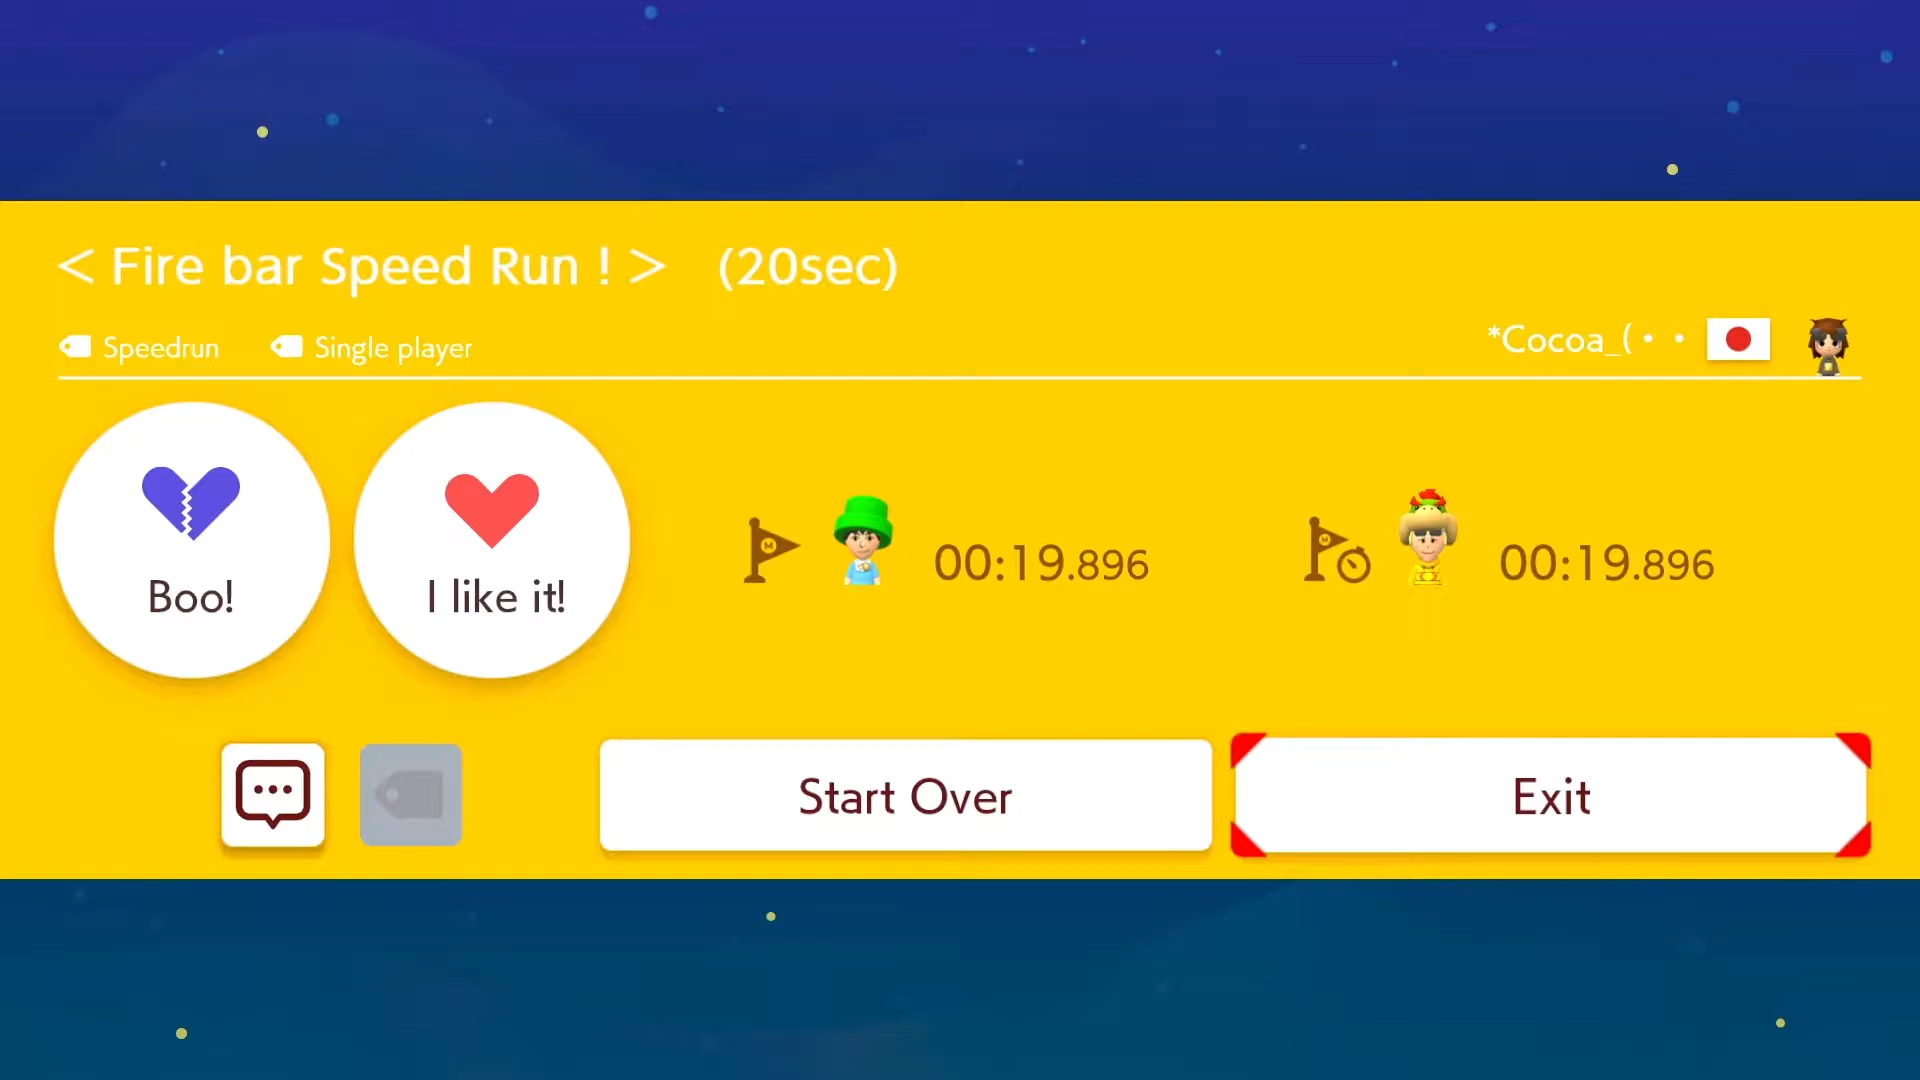 < Fire bar Speed Run ! > (20sec)
Speedrun Single player
*Cocoa_(・・
M 00:19.896 M 00:19.896
Boo! I like it!
Start Over Exit